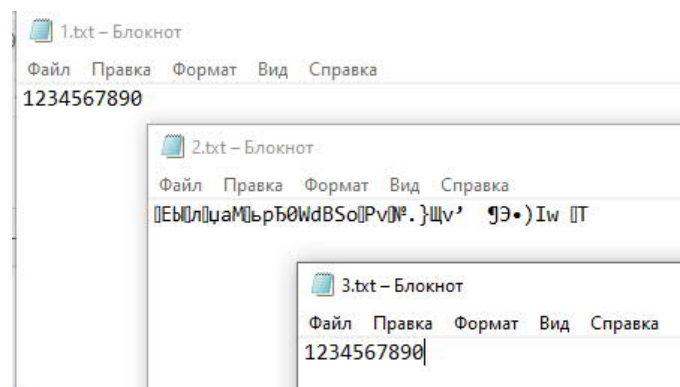 1.txt – Блокнот
Файл Правка Формат Вид Справка
1234567890
2.txt – Блокнот
Файл Правка Формат Вид Справка
3.txt – Блокнот
Файл Правка Формат Вид Справка
1234567890